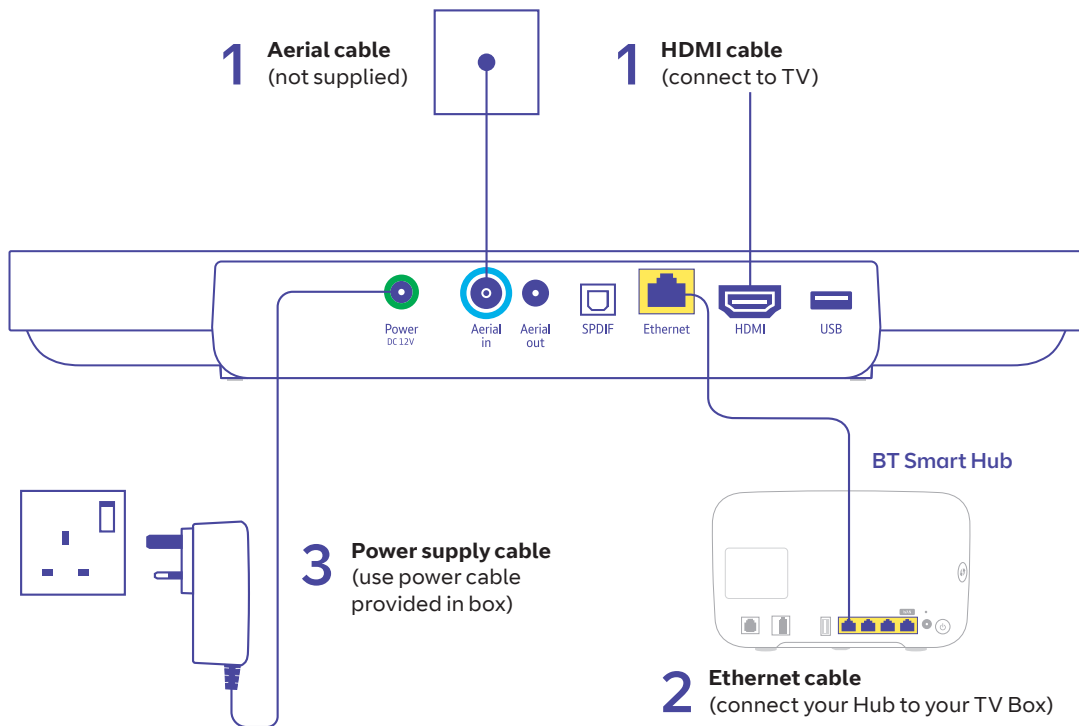 1 Aerial cable
(not supplied)
1 HDMI cable
(connect to TV)
Power
DC 12V
Aerial
in
Aerial
out
SPDIF
Ethernet
HDMI
USB
BT Smart Hub
3 Power supply cable
(use power cable
provided in box)
2 Ethernet cable
(connect your Hub to your TV Box)